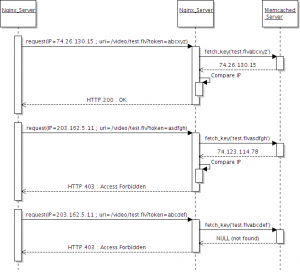 Nginx_Server
Nginx_Server
Memcached
Server
request(IP=74.26.130.15 ; uri=/video/test.flv?token=abcxyz)
fetch_key('test.flvabcxyz')
74.26.130.15
Compare IP
HTTP 200 : OK
request(IP=203.162.5.11 ; uri=/video/test.flv?token=asdfgh)
fetch_key('test.flvasdfgh')
74.123.114.78
Compare IP
HTTP 403 : Access Forbidden
request(IP=203.162.5.11 ; uri=/video/test.flv?token=abcdef)
fetch_key('test.flvabcdef')
NULL (not found)
HTTP 403 : Access Forbidden